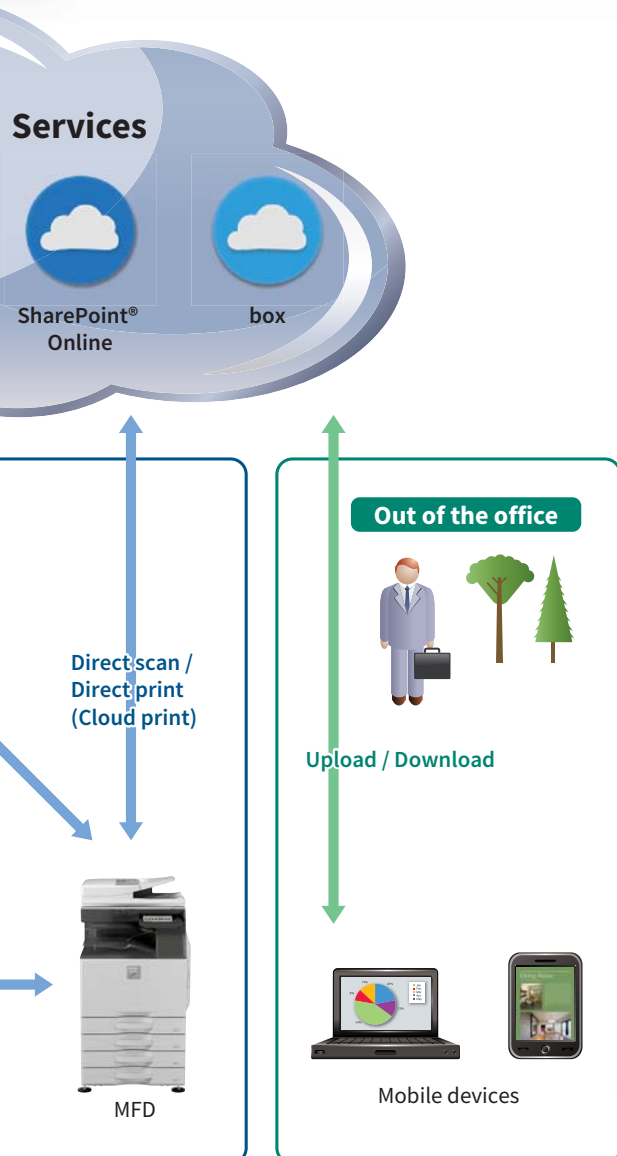 Services
SharePoint®
Online
box
Out of the office
Direct scan /
Direct print
(Cloud print)
Upload / Download
MFD
Mobile devices